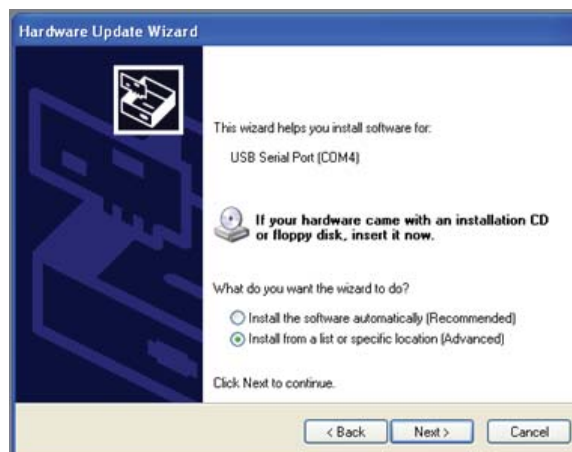 Hardware Update Wizard
This wizard helps you install software for:
USB Serial Port (COM4)
If your hardware came with an installation CD
or floppy disk, insert it now.
What do you want the wizard to do?
Install the software automatically (Recommended)
Install from a list or specific location (Advanced)
Click Next to continue.
< Back Next > Cancel